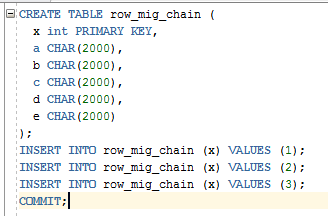 CREATE TABLE row_mig_chain (
x int PRIMARY KEY,
a CHAR(2000),
b CHAR(2000),
c CHAR(2000),
d CHAR(2000),
e CHAR(2000)
);
INSERT INTO row_mig_chain (x) VALUES (1);
INSERT INTO row_mig_chain (x) VALUES (2);
INSERT INTO row_mig_chain (x) VALUES (3);
COMMIT;